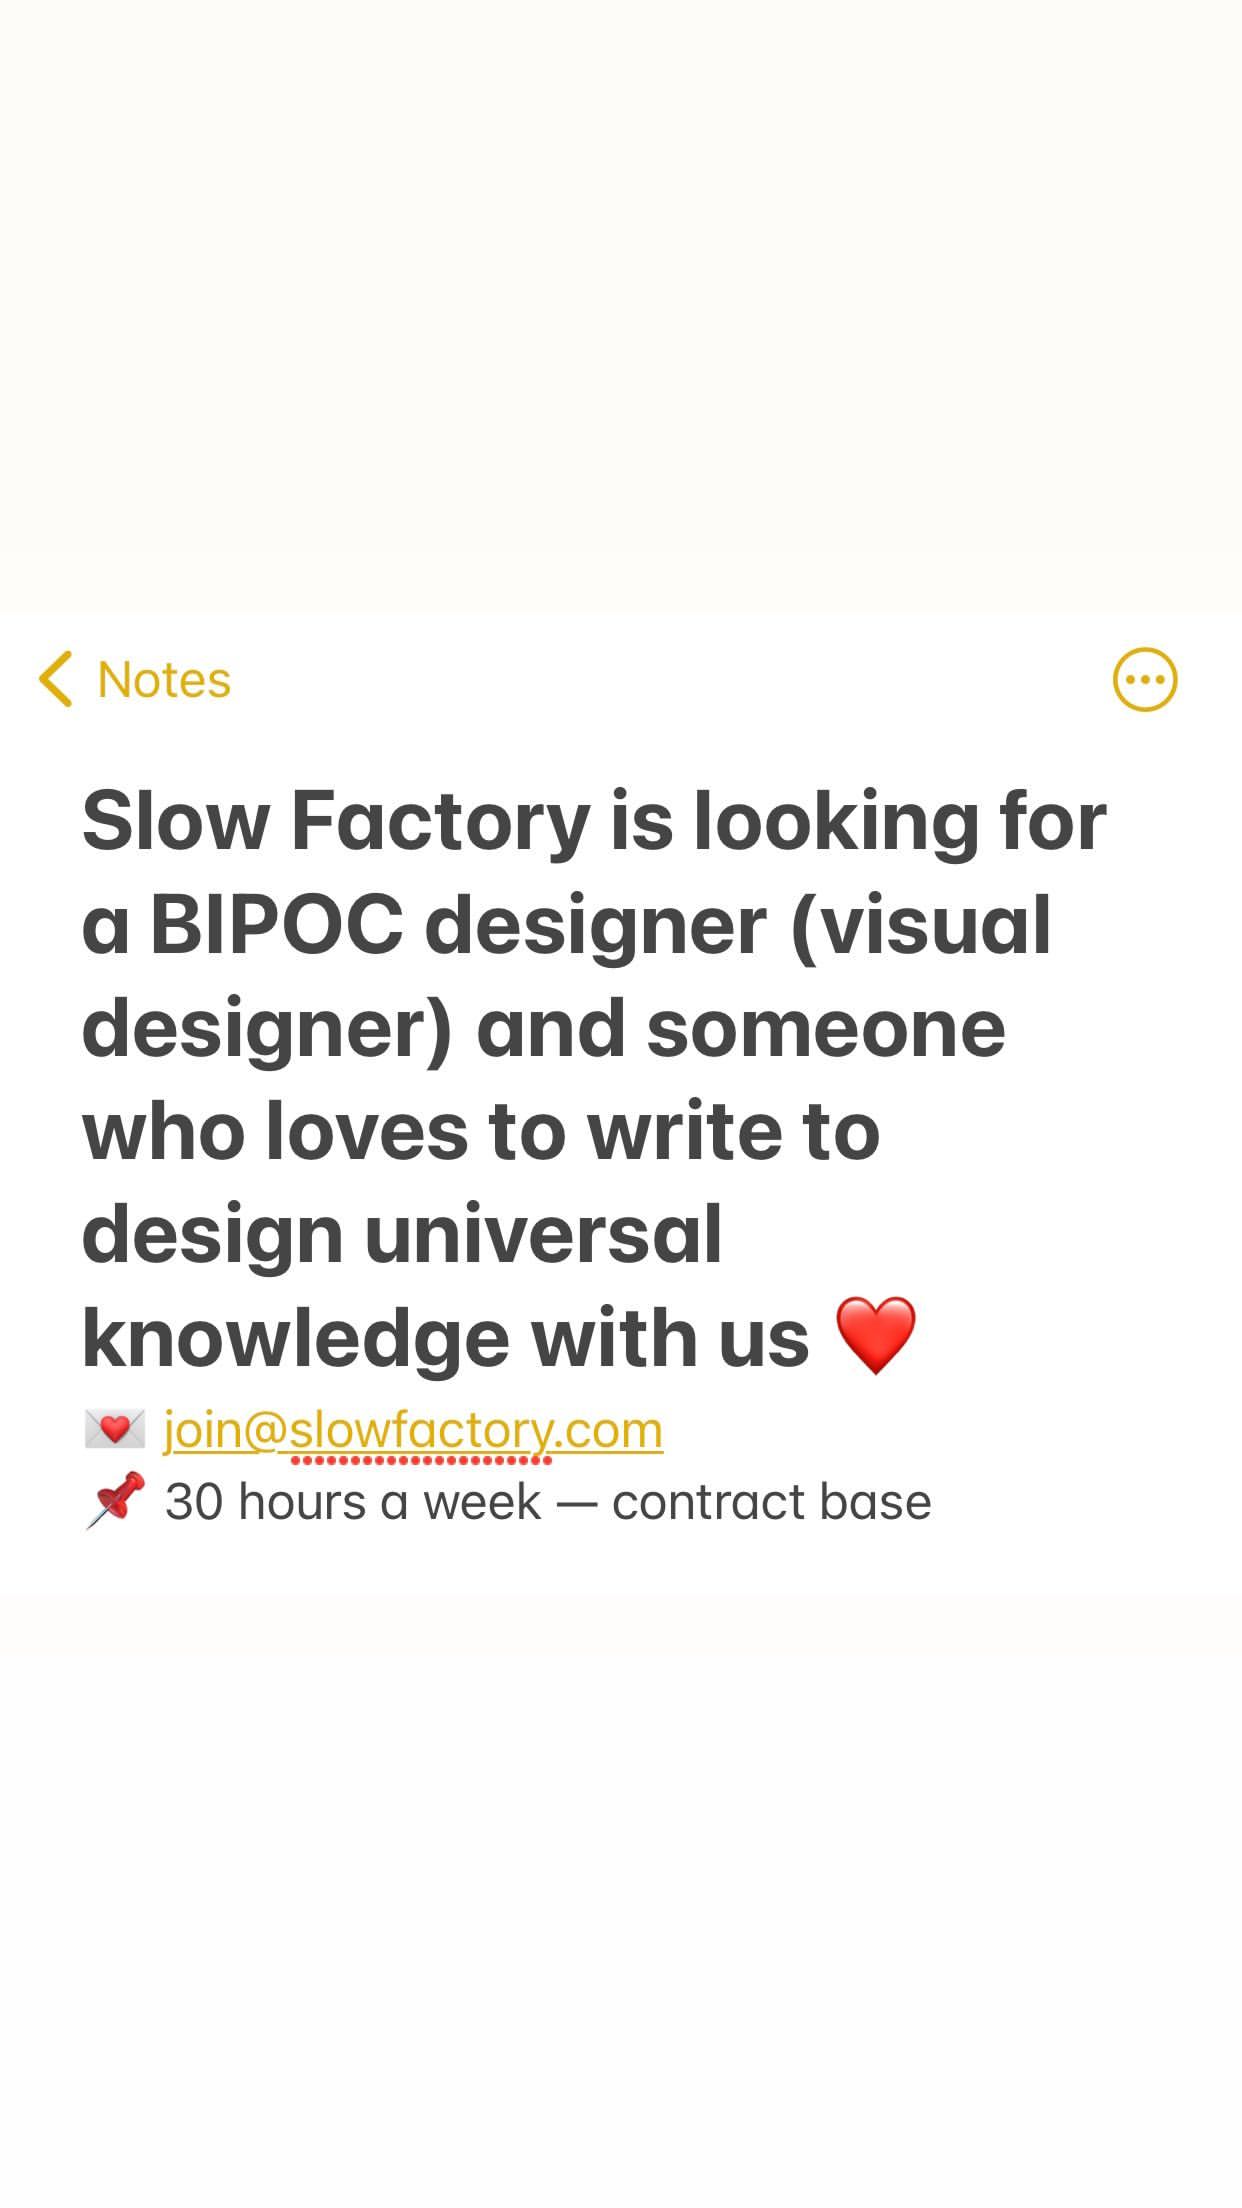 Notes
Slow Factory is looking for
a BIPOC designer (visual
designer) and someone
who loves to write to
design universal
knowledge with us ❤️
💌 join@slowfactory.com
📌 30 hours a week — contract base